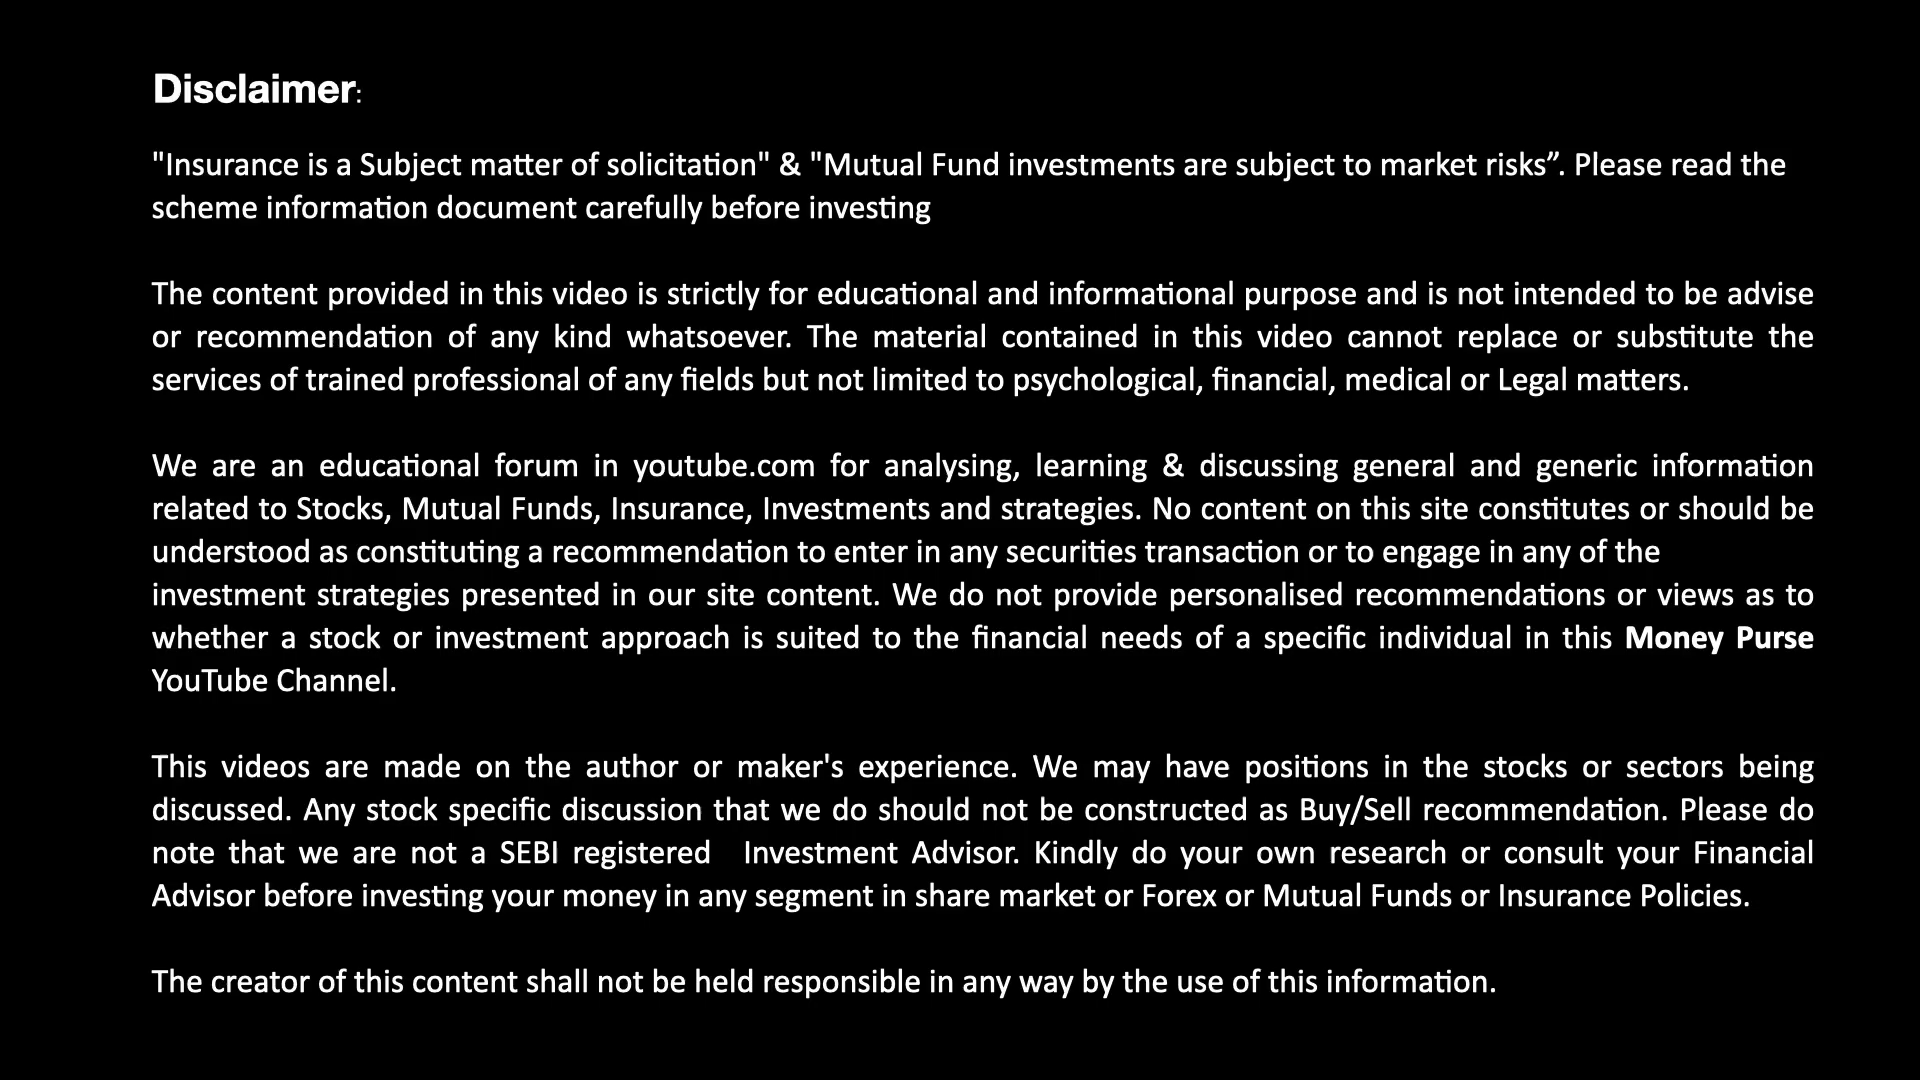 Disclaimer:
"Insurance is a Subject matter of solicitation" & "Mutual Fund investments are subject to market risks”. Please read the
scheme information document carefully before investing
The content provided in this video is strictly for educational and informational purpose and is not intended to be advise
or recommendation of any kind whatsoever. The material contained in this video cannot replace or substitute the
services of trained professional of any fields but not limited to psychological, financial, medical or Legal matters.
We are an educational forum in youtube.com for analysing, learning & discussing general and generic information
related to Stocks, Mutual Funds, Insurance, Investments and strategies. No content on this site constitutes or should be
understood as constituting a recommendation to enter in any securities transaction or to engage in any of the
investment strategies presented in our site content. We do not provide personalised recommendations or views as to
whether a stock or investment approach is suited to the financial needs of a specific individual in this Money Purse
YouTube Channel.
This videos are made on the author or maker's experience. We may have positions in the stocks or sectors being
discussed. Any stock specific discussion that we do should not be constructed as Buy/Sell recommendation. Please do
note that we are not a SEBI registered Investment Advisor. Kindly do your own research or consult your Financial
Advisor before investing your money in any segment in share market or Forex or Mutual Funds or Insurance Policies.
The creator of this content shall not be held responsible in any way by the use of this information.